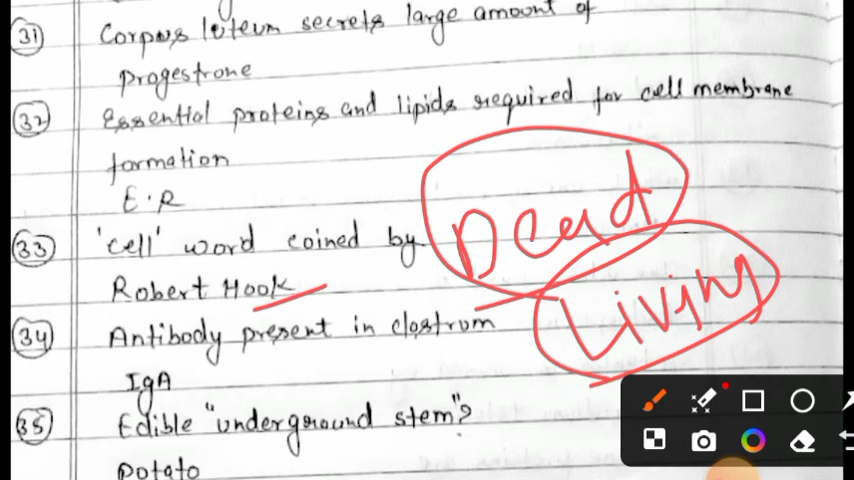 31 Corpus luteum secrets large amount of
progestrone
32 Essential proteins and lipids required for cell membrane
formation
E.R
Dead
33 'cell' word coined by
Living
Robert Hook
34 Antibody present in clostrum
IgA
35 Edible "underground stem"?
Potato